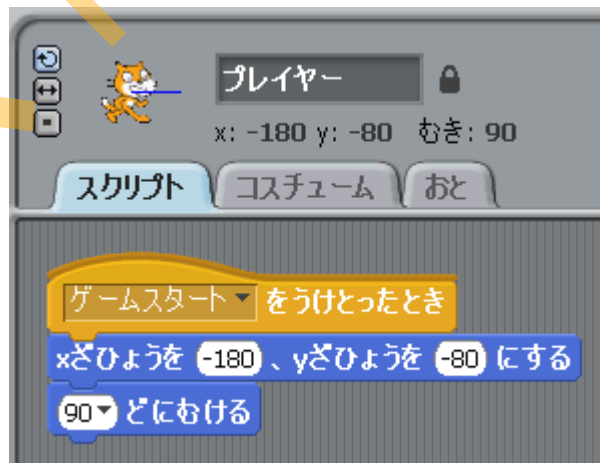 プレイヤー
x: -180 y: -80 むき: 90
スクリプト コスチューム おと
ゲームスタート をうけとったとき
xざひょうを -180 、yざひょうを -80 にする
90 どにむける